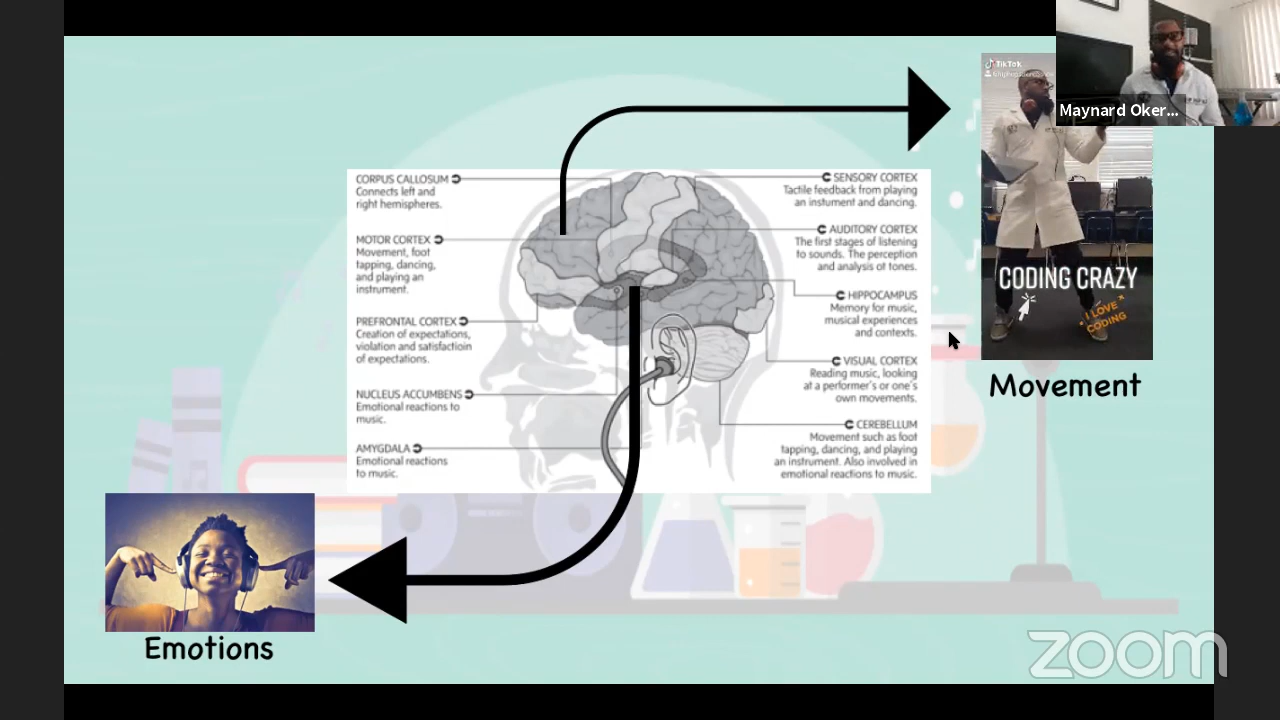 Maynard Oker...
TikTok
CODING CRAZY
I LOVE
CODING
Movement
CORPUS CALLOSUM
Connects left and
right hemispheres.
MOTOR CORTEX
Movement, foot
tapping, dancing,
and playing an
instrument.
PREFRONTAL CORTEX
Creation of expectations,
violation and satisfactioin
of expectations.
NUCLEUS ACCUMBENS
Emotional reactions to
music.
AMYGDALA
Emotional reactions
to music.
SENSORY CORTEX
Tactile feedback from playing
an instument and dancing.
AUDITORY CORTEX
The first stages of listening
to sounds. The perception
and analysis of tones.
HIPPOCAMPUS
Memory for music,
musical experiences
and contexts.
VISUAL CORTEX
Reading music, looking
at a performer's or one's
own movements.
CEREBELLUM
Movement such as foot
tapping, dancing, and playing
an instrument. Also involved in
emotional reactions to music.
Emotions
zoom